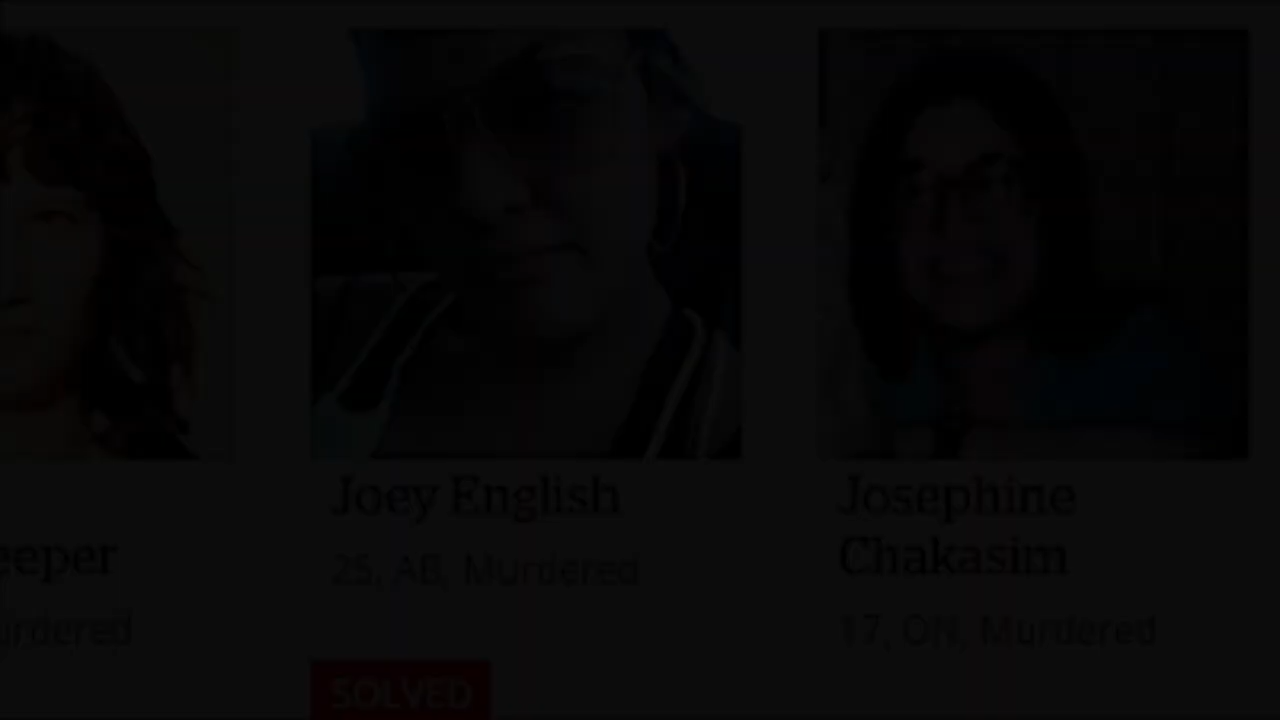 eeper
urdered
Joey English
25, AB, Murdered
SOLVED
Josephine
Chakasim
17, ON, Murdered